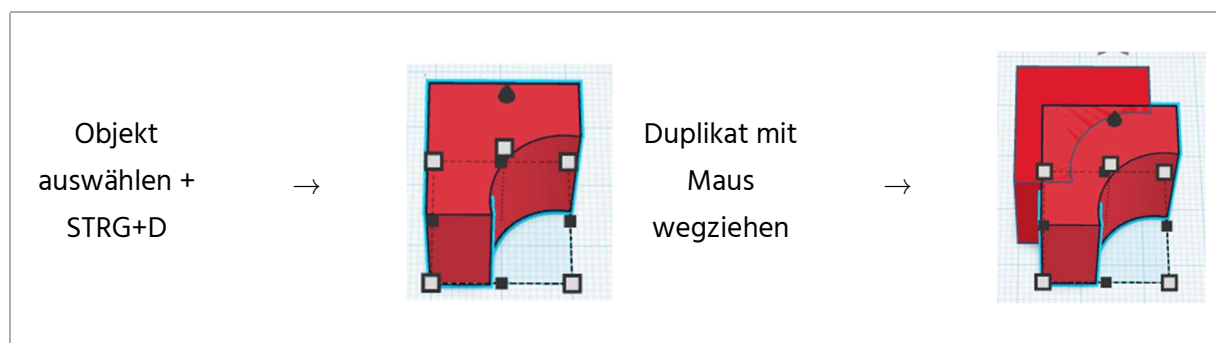 Objekt
auswählen +
STRG+D
→
Duplikat mit
Maus
wegziehen
→